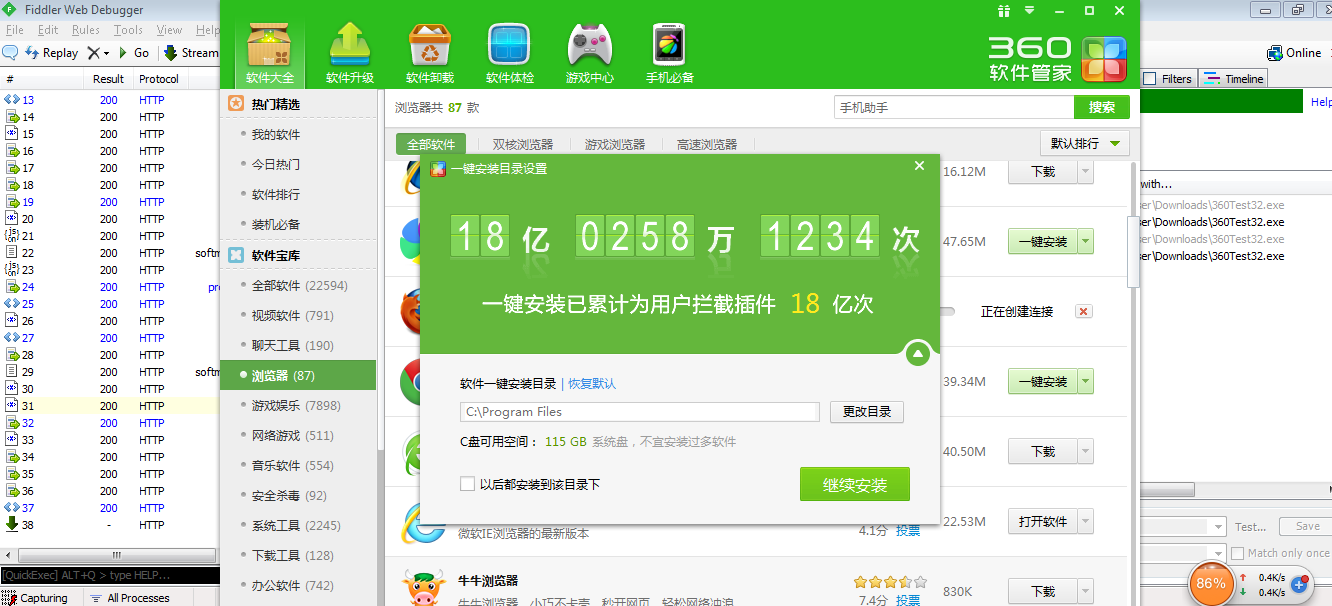 Fiddler Web Debugger
File Edit Rules Tools View Help
Replay X Go Stream
# Result Protocol
13 200 HTTP
14 200 HTTP
15 200 HTTP
16 200 HTTP
17 200 HTTP
18 200 HTTP
19 200 HTTP
20 200 HTTP
21 200 HTTP
22 200 HTTP softm
23 200 HTTP
24 200 HTTP pro
25 200 HTTP
26 200 HTTP
27 200 HTTP
28 200 HTTP
29 200 HTTP softm
30 200 HTTP
31 200 HTTP
32 200 HTTP
33 200 HTTP
34 200 HTTP
35 200 HTTP
36 200 HTTP
37 200 HTTP
38 - HTTP
[QuickExec] ALT+Q > type HELP...
Capturing All Processes
软件大全 软件升级 软件卸载 软件体检 游戏中心 手机必备
360
软件管家
热门精选
我的软件
今日热门
软件排行
装机必备
软件宝库
全部软件 (22594)
视频软件 (791)
聊天工具 (190)
浏览器 (87)
游戏娱乐 (7898)
网络游戏 (511)
音乐软件 (554)
安全杀毒 (92)
系统工具 (2245)
下载工具 (128)
办公软件 (742)
浏览器共 87 款
手机助手 搜索
全部软件 双核浏览器 游戏浏览器 高速浏览器 默认排行
16.12M 下载
47.65M 一键安装
正在创建连接
39.34M 一键安装
40.50M 下载
22.53M 打开软件
微软IE浏览器的最新版本 4.1分 投票
牛牛浏览器
830K 下载
牛牛浏览器，小巧不卡壳，秒开网页，轻松网络冲浪 7.4分 投票
一键安装目录设置
18 亿 0258 万 1234 次
一键安装已累计为用户拦截插件 18 亿次
软件一键安装目录 | 恢复默认
C:\Program Files 更改目录
C盘可用空间： 115 GB 系统盘，不宜安装过多软件
以后都安装到该目录下
继续安装
Online
Filters Timeline
Help
with...
ser\Downloads\360Test32.exe
ser\Downloads\360Test32.exe
ser\Downloads\360Test32.exe
ser\Downloads\360Test32.exe
Test... Save
Match only once
86%
0.4K/s
0.4K/s